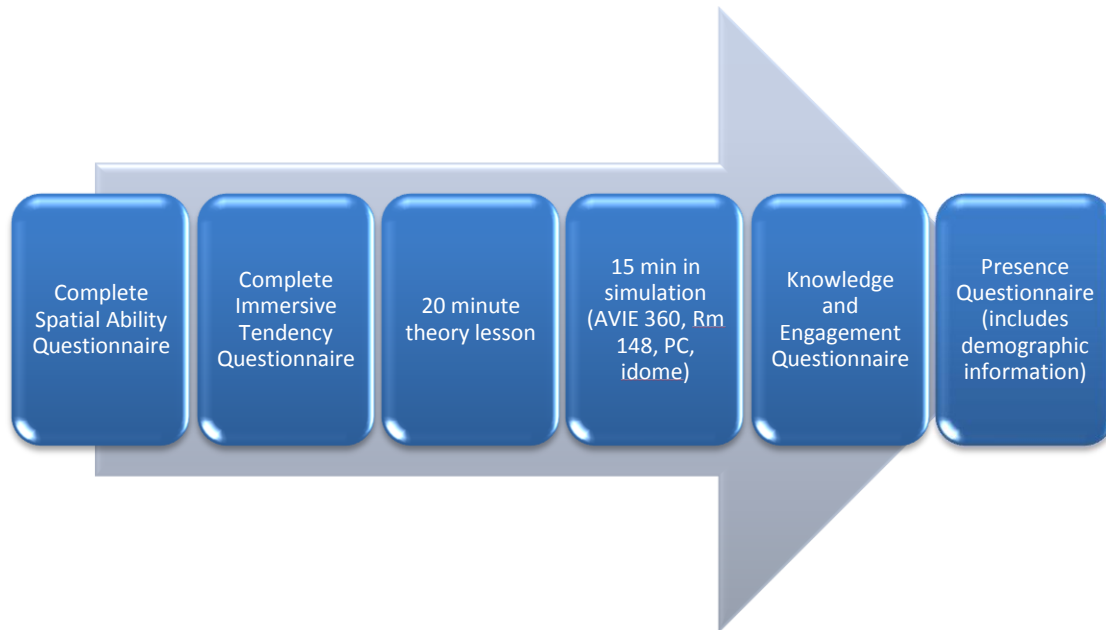 Complete
Spatial Ability
Questionnaire
Complete
Immersive
Tendency
Questionnaire
20 minute
theory lesson
15 min in
simulation
(AVIE 360, Rm
148, PC,
idome)
Knowledge
and
Engagement
Questionnaire
Presence
Questionnaire
(includes
demographic
information)